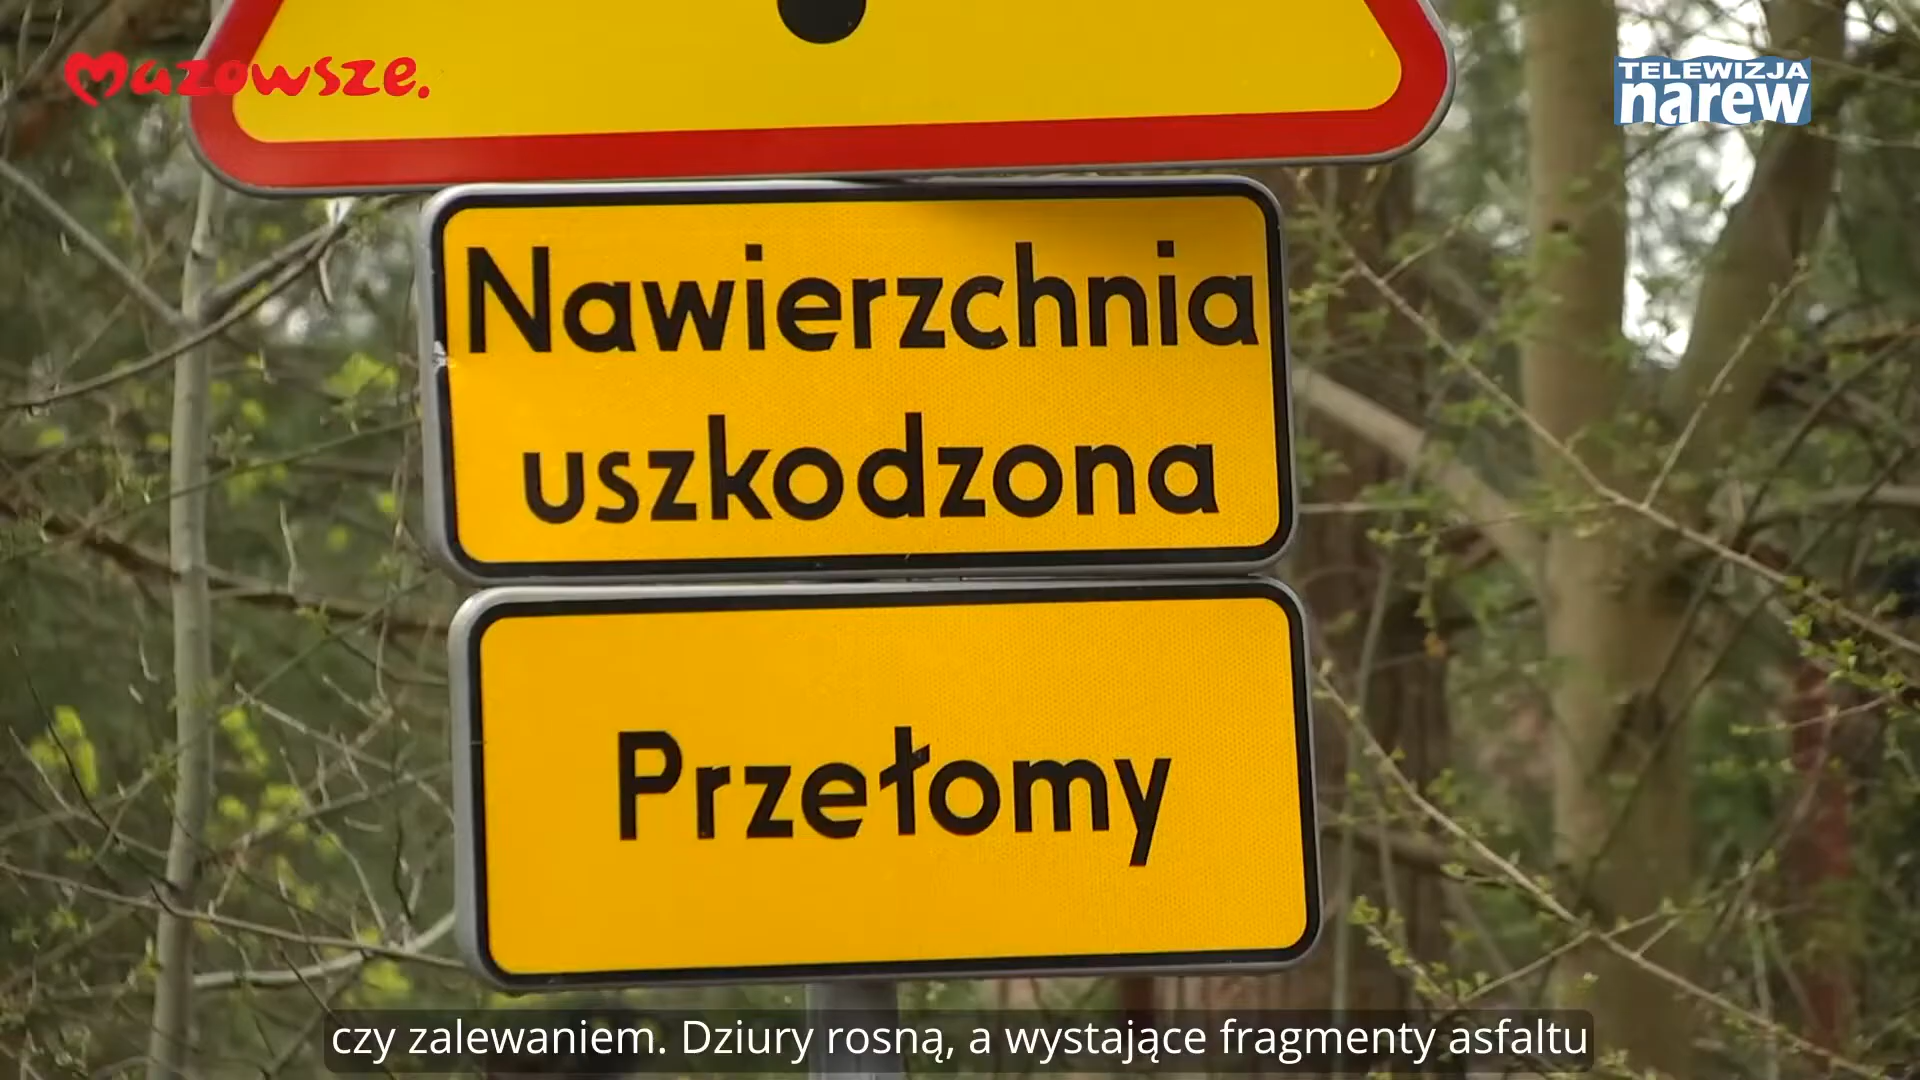 Mazowsze.
TELEWIZJA
narew
Nawierzchnia
uszkodzona
Przełomy
czy zalewaniem. Dziury rosną, a wystające fragmenty asfaltu